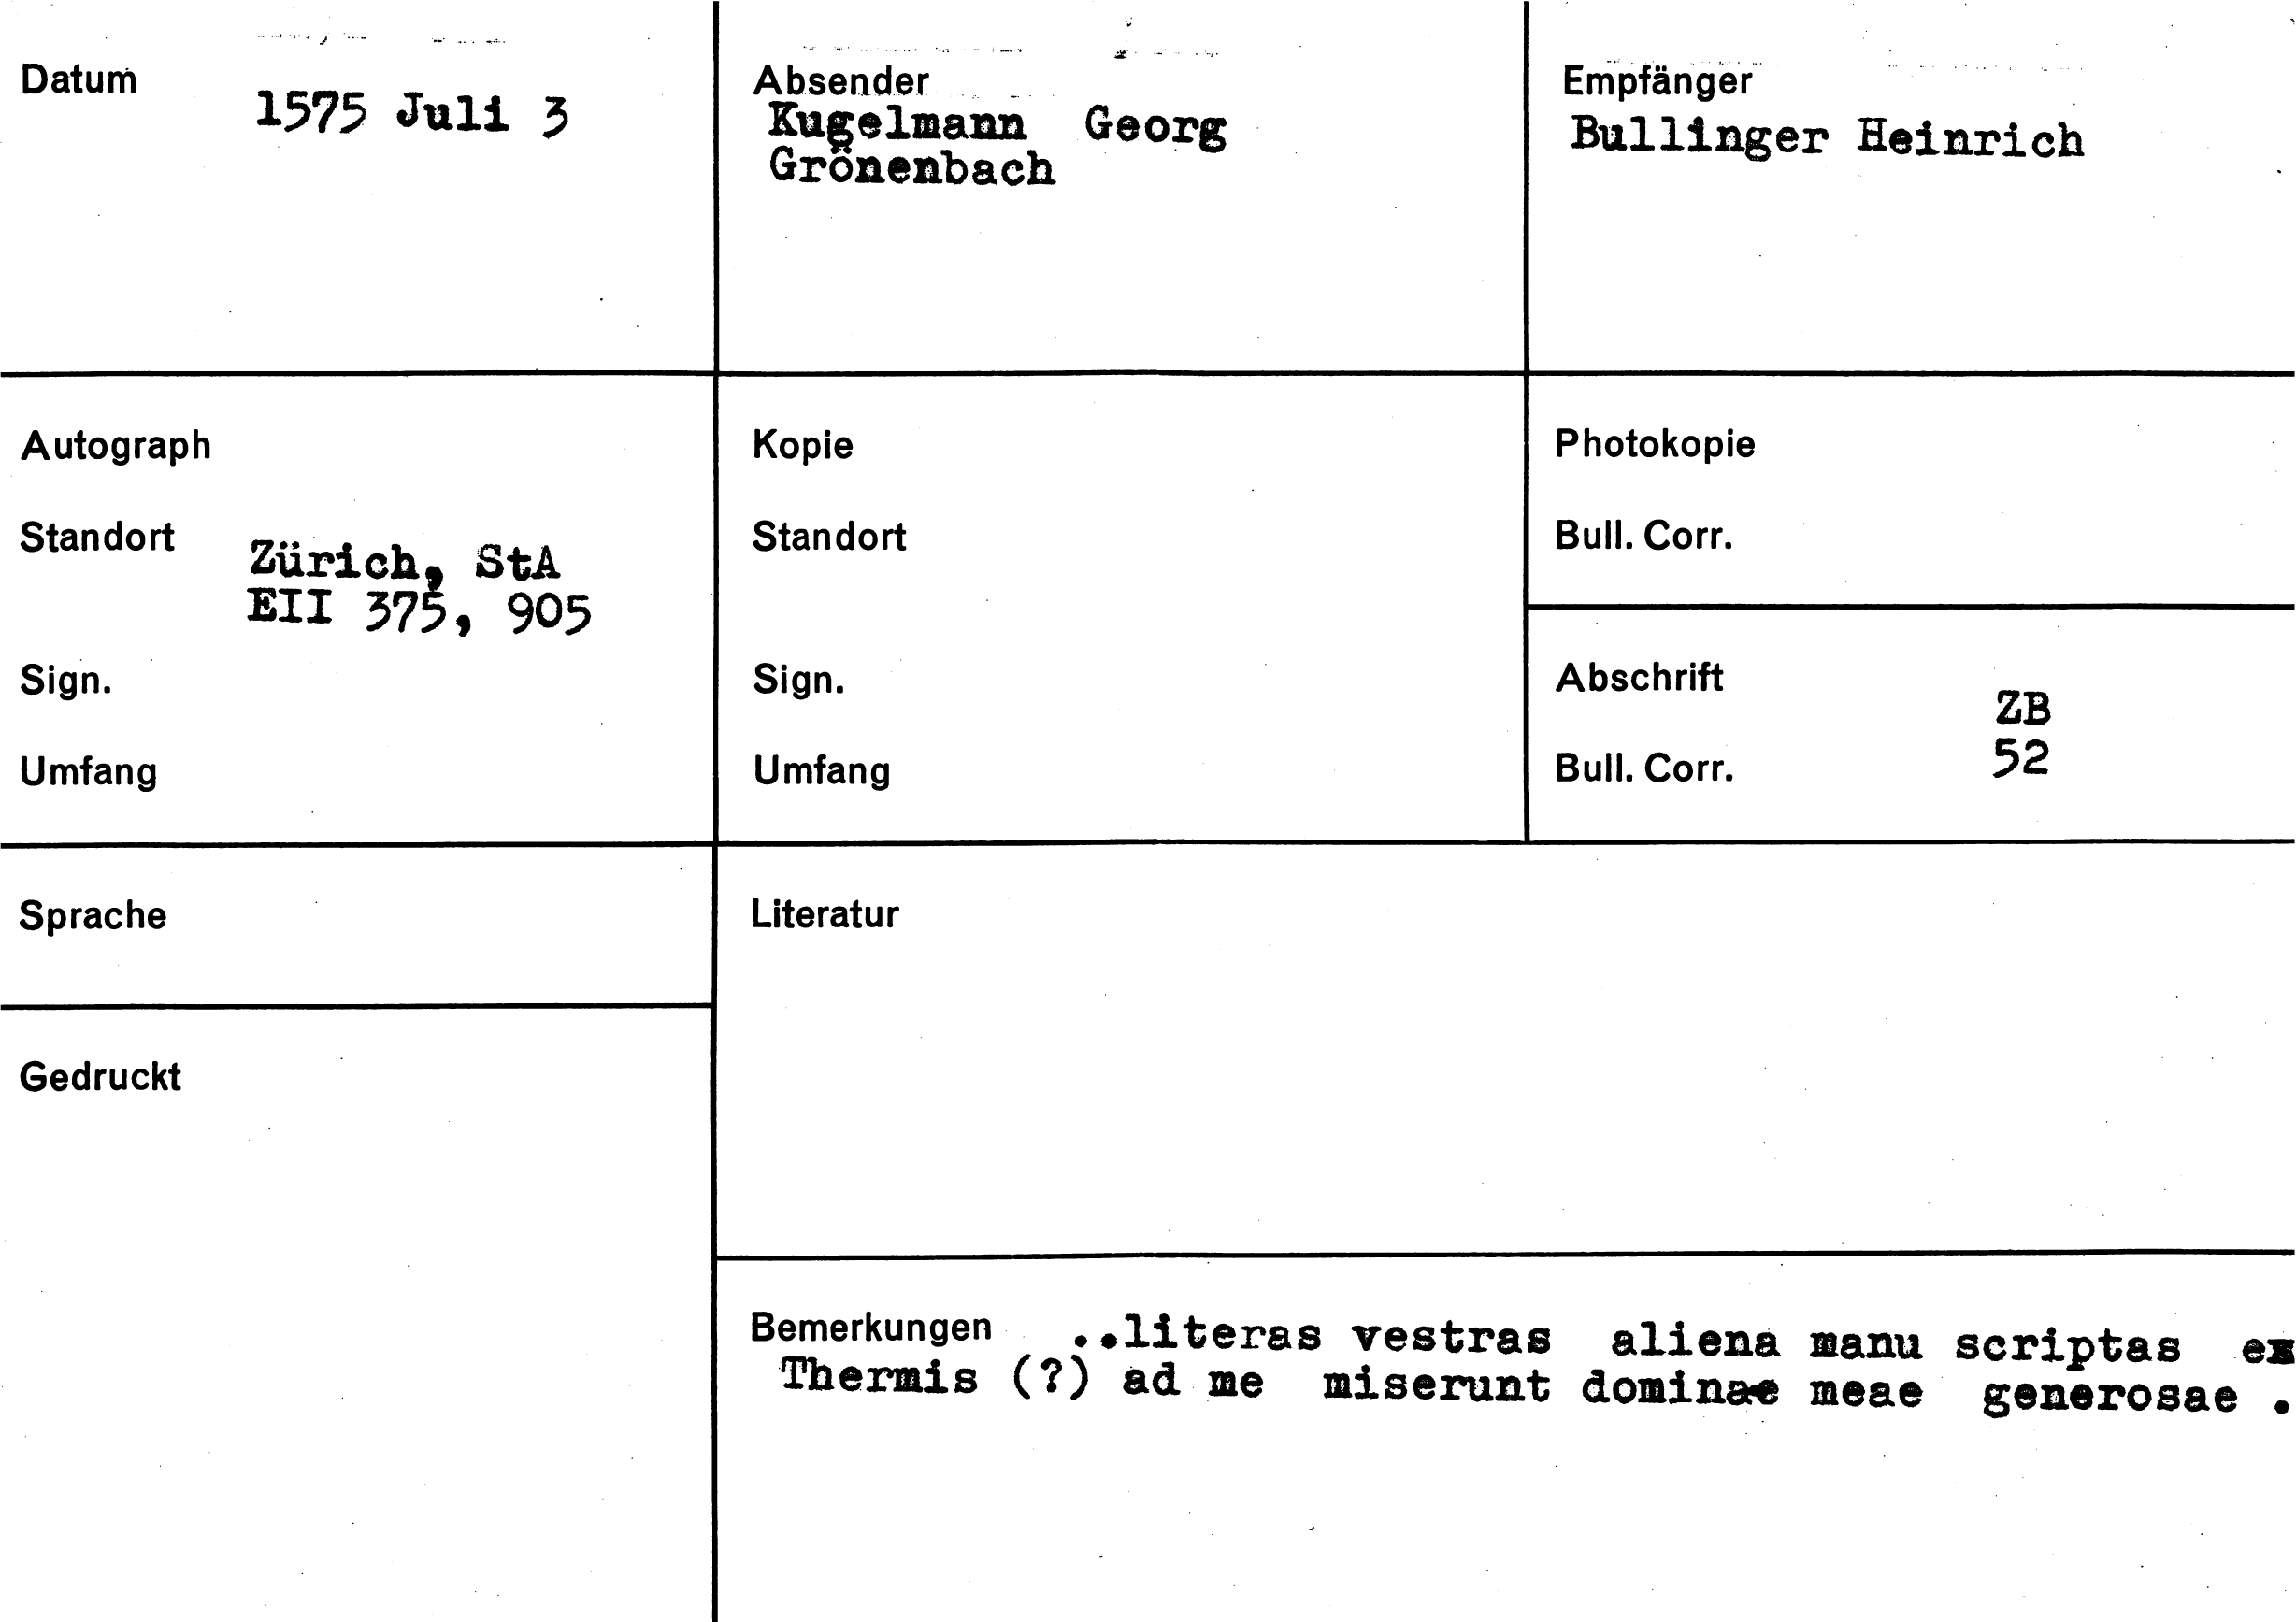 Datum
1575 Juli 3
Absender
Kugelmann Georg
Grönenbach
Empfänger
Bullinger Heinrich
Autograph
Standort
Zürich, StA
EII 375, 905
Sign.
Umfang
Kopie
Standort
Sign.
Umfang
Photokopie
Bull. Corr.
Abschrift
ZB
Bull. Corr. 52
Sprache
Gedruckt
Literatur
Bemerkungen ..literas vestras aliena manu scriptas ex
Thermis (?) ad me miserunt dominae meae generosae .